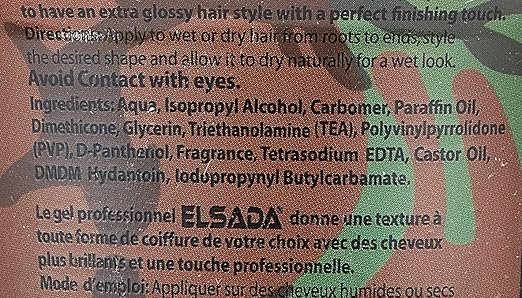 to have an extra glossy hair style with a perfect finishing touch.
Directions: Apply to wet or dry hair from roots to ends, style
the desired shape and allow it to dry naturally for a wet look.
Avoid Contact with eyes.
Ingredients: Aqua, Isopropyl Alcohol, Carbomer, Paraffin Oil,
Dimethicone, Glycerin, Triethanolamine (TEA), Polyvinylpyrrolidone
(PVP), D-Panthenol, Fragrance, Tetrasodium EDTA, Castor Oil,
DMDM Hydantoin, Iodopropynyl Butylcarbamate.
Le gel professionnel ELSADA® donne une texture à
toute forme de coiffure de votre choix avec des cheveux
plus brillants et une touche professionnelle.
Mode d'emploi: Appliquer sur des cheveux humides ou secs